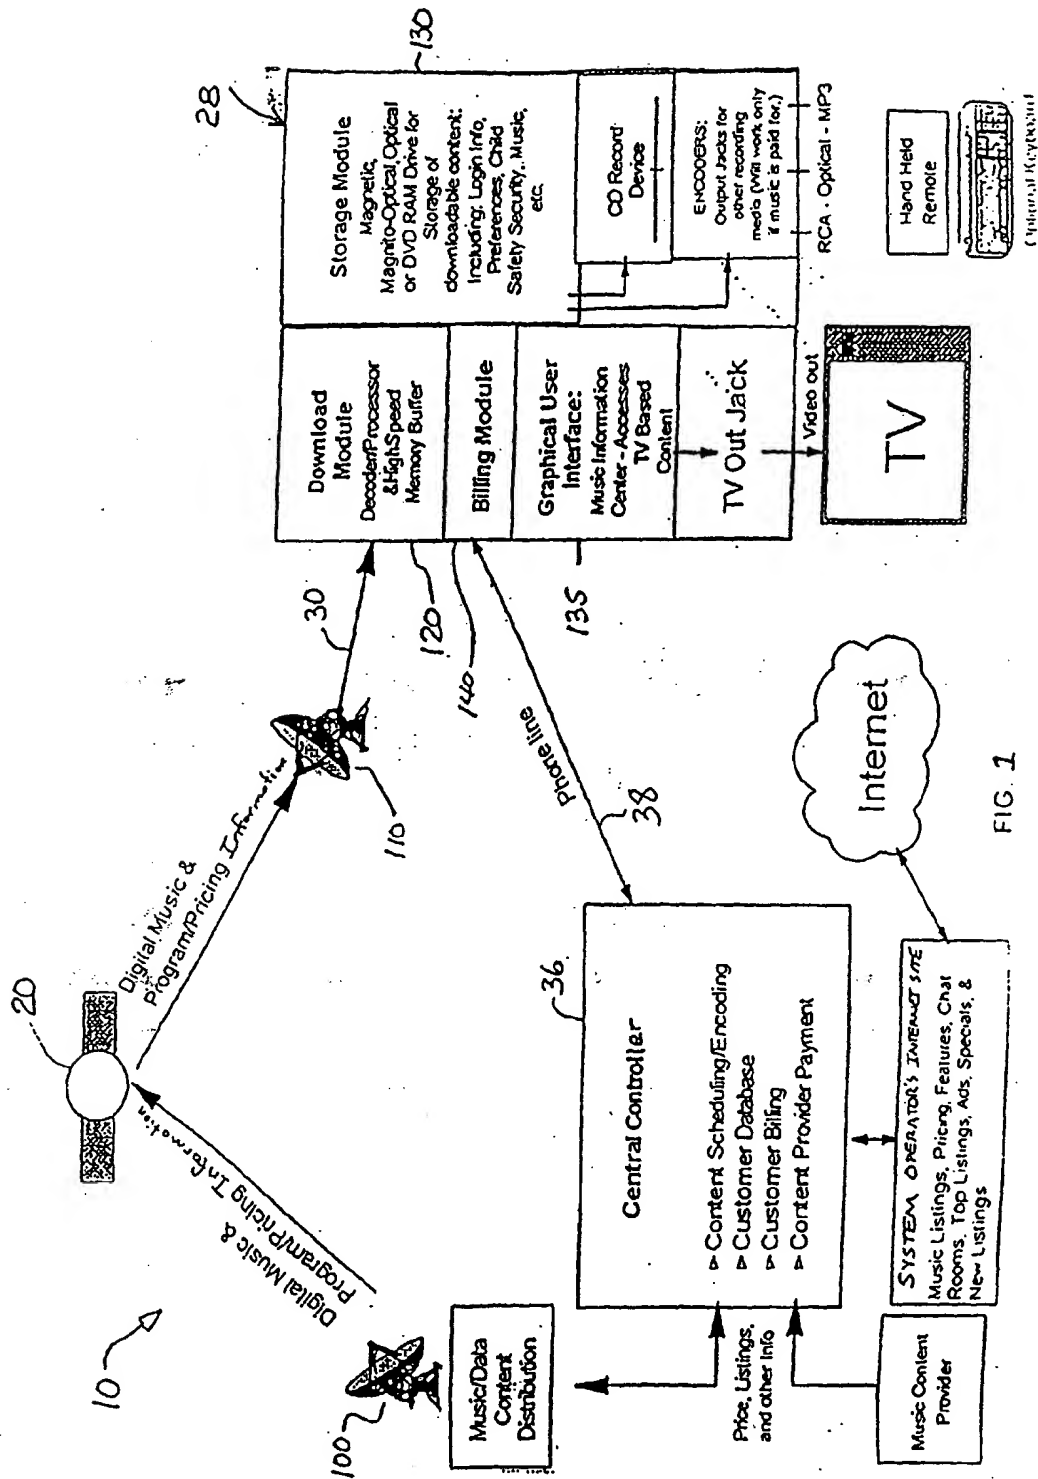 10
20
Digital Music &
Program/Pricing Information
Digital Music &
Program/Pricing Information
100
110
30
28
130
Music/Data
Content
Distribution
Download
Module
Decoder/Processor
& High Speed
Memory Buffer
120
140
Billing Module
Graphical User
Interface:
Music Information
Center - Accesses
TV Based
Content
135
TV Out Jack
Video out
TV
Storage Module
Magnetic,
Magnito-Optical, Optical
or DVD RAM Drive for
Storage of
downloadable content:
Including: Login Info,
Preferences, Child
Safety Security, Music,
etc.
CD Record
Device
ENCODERS:
Output Jacks for
other recording
media (Will work only
if music is paid for.)
RCA - Optical - MP3
Hand Held
Remote
Optional Keyboard
Phone line
38
36
Central Controller
▻ Content Scheduling/Encoding
▻ Customer Database
▻ Customer Billing
▻ Content Provider Payment
Price, Listings,
and other Info
Music Content
Provider
SYSTEM OPERATOR'S INTERNET SITE
Music Listings, Pricing, Features, Chat
Rooms, Top Listings, Ads, Specials, &
New Listings
Internet
FIG. 1